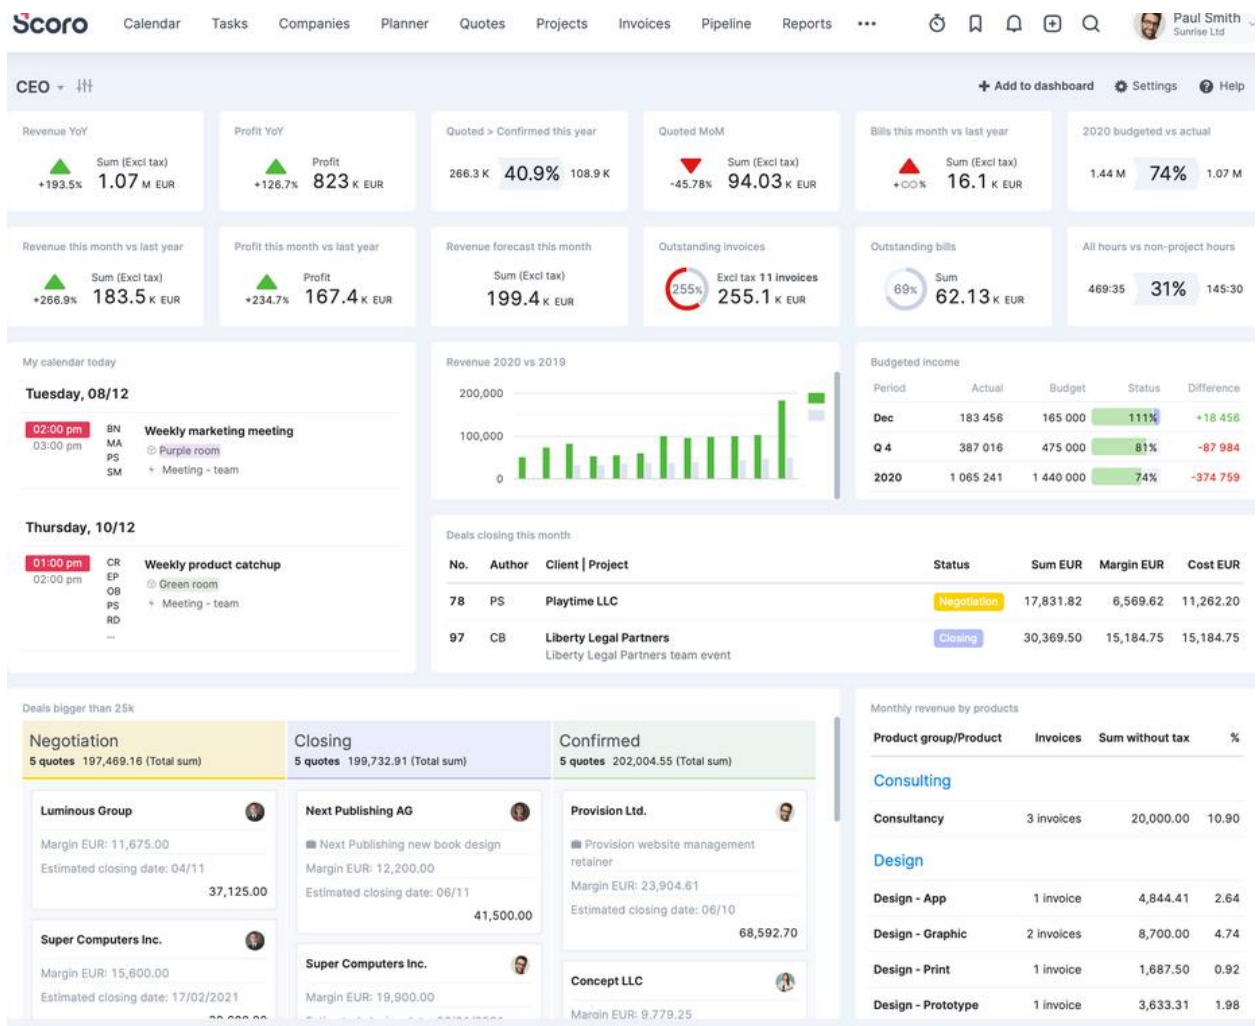 Scoro Calendar Tasks Companies Planner Quotes Projects Invoices Pipeline Reports ••• Paul Smith
Sunrise Ltd
CEO + Add to dashboard Settings Help
Revenue YoY
Sum (Excl tax)
+193.5% 1.07 M EUR
Profit YoY
Profit
+126.7% 823 K EUR
Quoted > Confirmed this year
266.3 K 40.9% 108.9 K
Quoted MoM
Sum (Excl tax)
-45.78% 94.03 K EUR
Bills this month vs last year
Sum (Excl tax)
+∞% 16.1 K EUR
2020 budgeted vs actual
1.44 M 74% 1.07 M
Revenue this month vs last year
Sum (Excl tax)
+266.9% 183.5 K EUR
Profit this month vs last year
Profit
+234.7% 167.4 K EUR
Revenue forecast this month
Sum (Excl tax)
199.4 K EUR
Outstanding invoices
255%
Excl tax 11 invoices
255.1 K EUR
Outstanding bills
69%
Sum
62.13 K EUR
All hours vs non-project hours
469:35 31% 145:30
My calendar today
Tuesday, 08/12
02:00 pm BN Weekly marketing meeting
03:00 pm MA Purple room
PS Meeting - team
SM
Thursday, 10/12
01:00 pm CR Weekly product catchup
02:00 pm EP Green room
OB
PS Meeting - team
RD
...
Revenue 2020 vs 2019
200,000
100,000
0
Budgeted income
Period Actual Budget Status Difference
Dec 183 456 165 000 111% +18 456
Q 4 387 016 475 000 81% -87 984
2020 1 065 241 1 440 000 74% -374 759
Deals closing this month
No. Author Client | Project Status Sum EUR Margin EUR Cost EUR
78 PS Playtime LLC Negotiation 17,831.82 6,569.62 11,262.20
97 CB Liberty Legal Partners Closing 30,369.50 15,184.75 15,184.75
Liberty Legal Partners team event
Deals bigger than 25k
Negotiation
5 quotes 197,469.16 (Total sum)
Luminous Group
Margin EUR: 11,675.00
Estimated closing date: 04/11
37,125.00
Super Computers Inc.
Margin EUR: 15,600.00
Estimated closing date: 17/02/2021
Closing
5 quotes 199,732.91 (Total sum)
Next Publishing AG
Next Publishing new book design
Margin EUR: 12,200.00
Estimated closing date: 06/11
41,500.00
Super Computers Inc.
Margin EUR: 19,900.00
Confirmed
5 quotes 202,004.55 (Total sum)
Provision Ltd.
Provision website management
retainer
Margin EUR: 23,904.61
Estimated closing date: 06/10
68,592.70
Concept LLC
Margin EUR: 9.779.25
Monthly revenue by products
Product group/Product Invoices Sum without tax %
Consulting
Consultancy 3 invoices 20,000.00 10.90
Design
Design - App 1 invoice 4,844.41 2.64
Design - Graphic 2 invoices 8,700.00 4.74
Design - Print 1 invoice 1,687.50 0.92
Design - Prototype 1 invoice 3,633.31 1.98